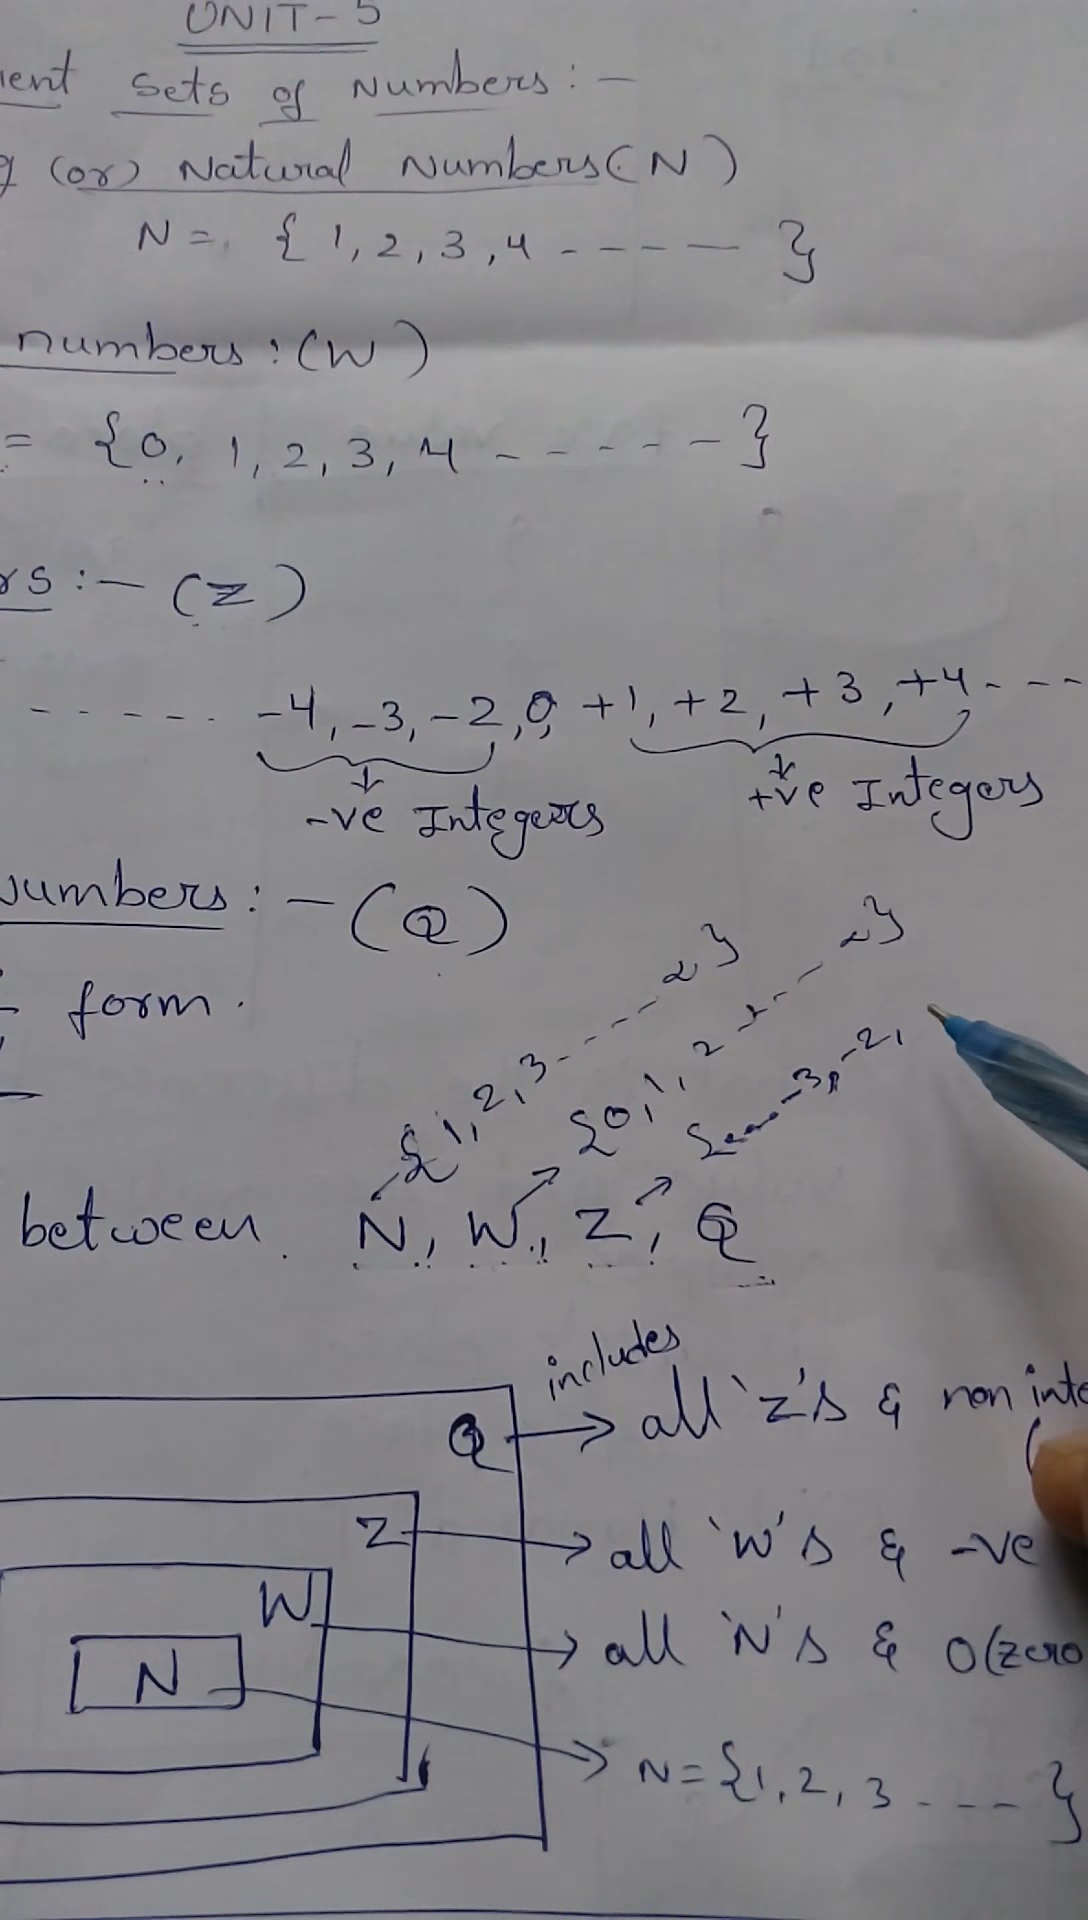 UNIT-5
Sets of Numbers:-
(or) Natural Numbers(N)
N = { 1, 2, 3, 4 ----- }
numbers: (W)
= {0, 1, 2, 3, 4 ----- }
:- (Z)
----- -4, -3, -2, 0, +1, +2, +3, +4 ---
-ve Integers +ve Integers
numbers:- (Q)
form.
{1, 2, 3 ---- ∞} {0, 1, 2, --- ∞} {---- -3, -2,
between N, W, Z, Q
includes
Q → all 'Z's & non
Z → all 'W's & -ve
W → all 'N's & 0(zero
N → N = {1, 2, 3 ---- }